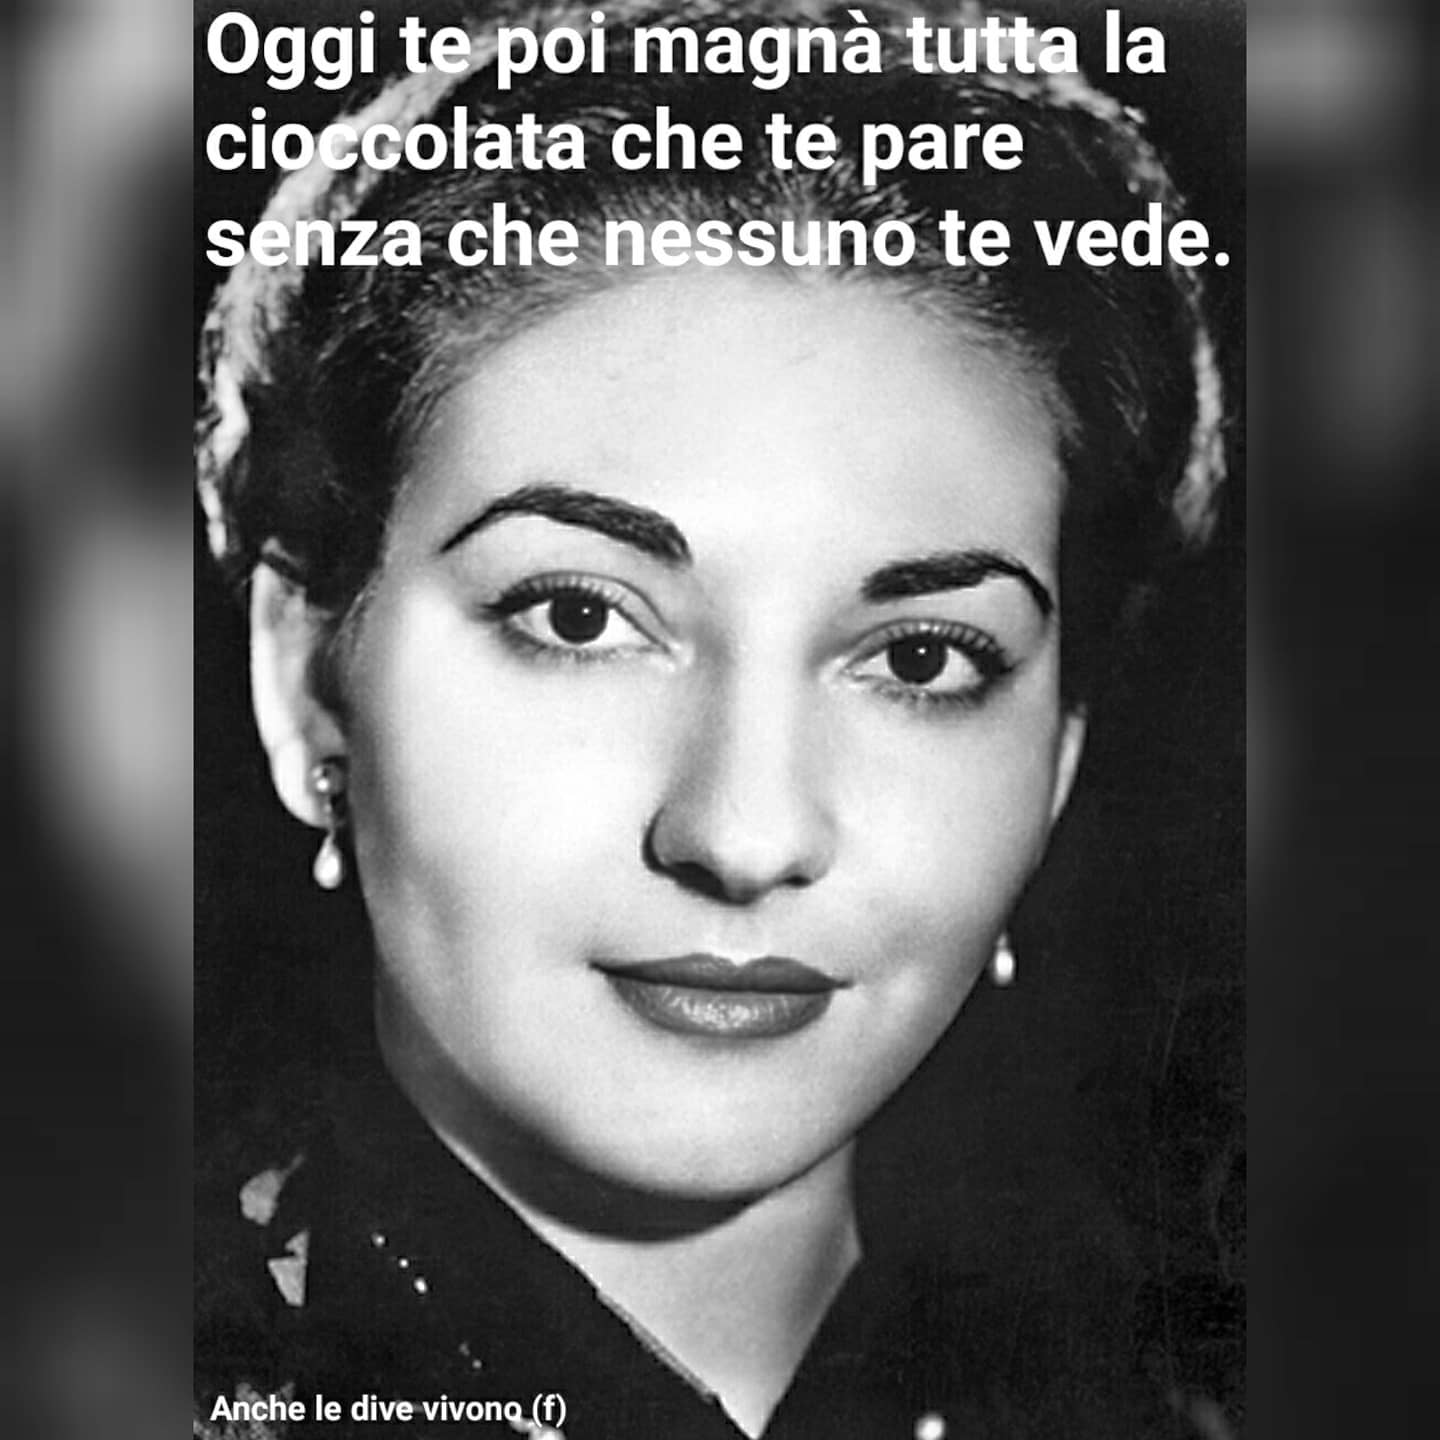 Oggi te poi magnà tutta la
cioccolata che te pare
senza che nessuno te vede.
Anche le dive vivono (f)